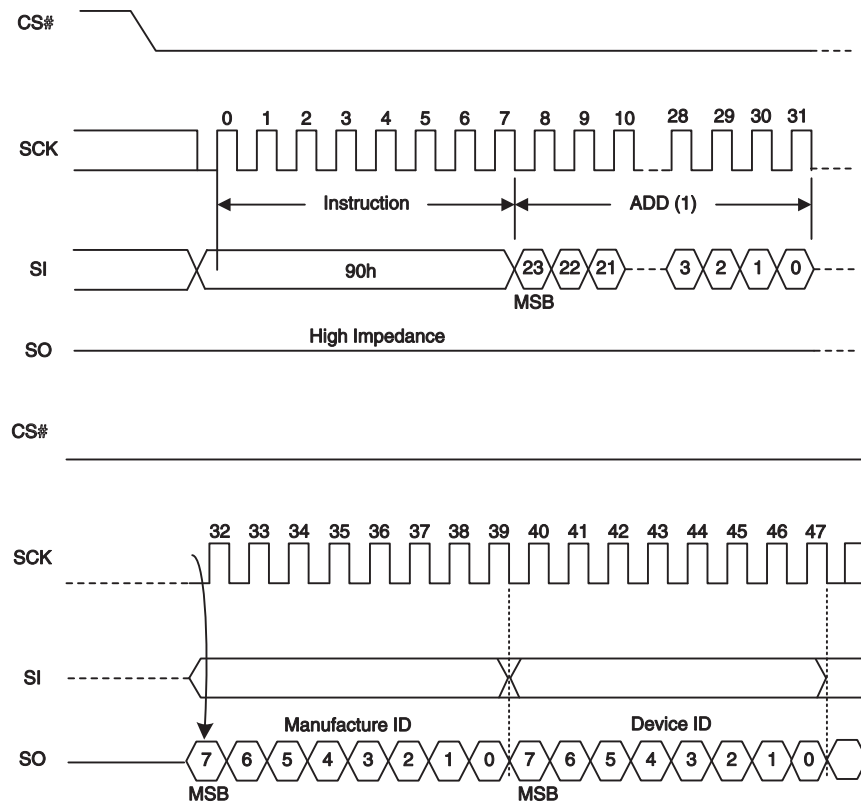 CS#
0 1 2 3 4 5 6 7 8 9 10 28 29 30 31
SCK
Instruction ADD (1)
SI 90h 23 22 21 3 2 1 0
MSB
High Impedance
SO
CS#
32 33 34 35 36 37 38 39 40 41 42 43 44 45 46 47
SCK
SI
Manufacture ID Device ID
SO 7 6 5 4 3 2 1 0 7 6 5 4 3 2 1 0
MSB MSB